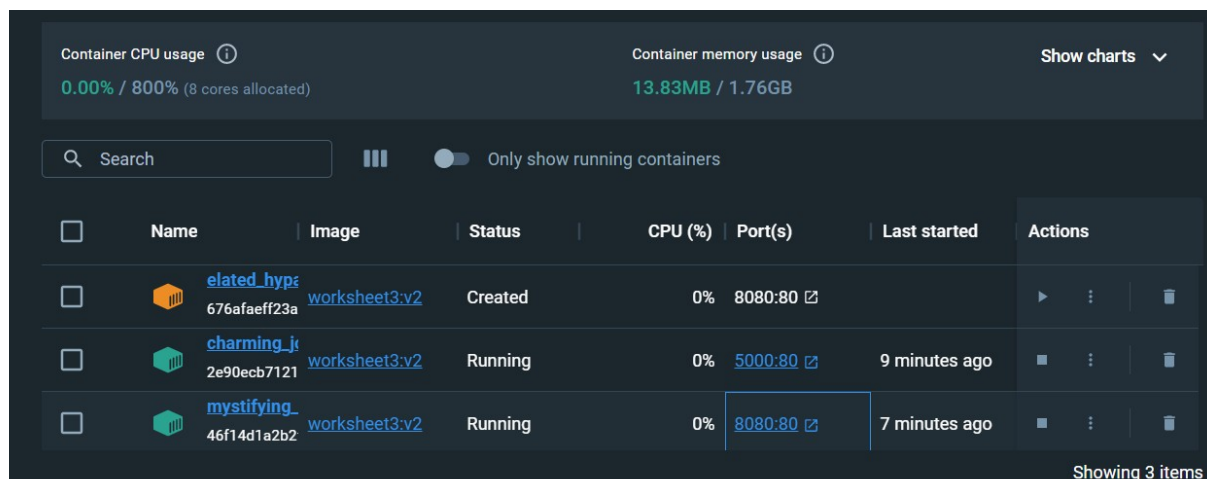 Container CPU usage
Container memory usage
Show charts
0.00% / 800% (8 cores allocated)
13.83MB / 1.76GB
Search
Only show running containers
Name Image Status CPU (%) Port(s) Last started Actions
elated_hypa
676afaeff23a worksheet3:v2 Created 0% 8080:80
charming_j
2e90ecb7121 worksheet3:v2 Running 0% 5000:80 9 minutes ago
mystifying_
46f14d1a2b2 worksheet3:v2 Running 0% 8080:80 7 minutes ago
Showing 3 items